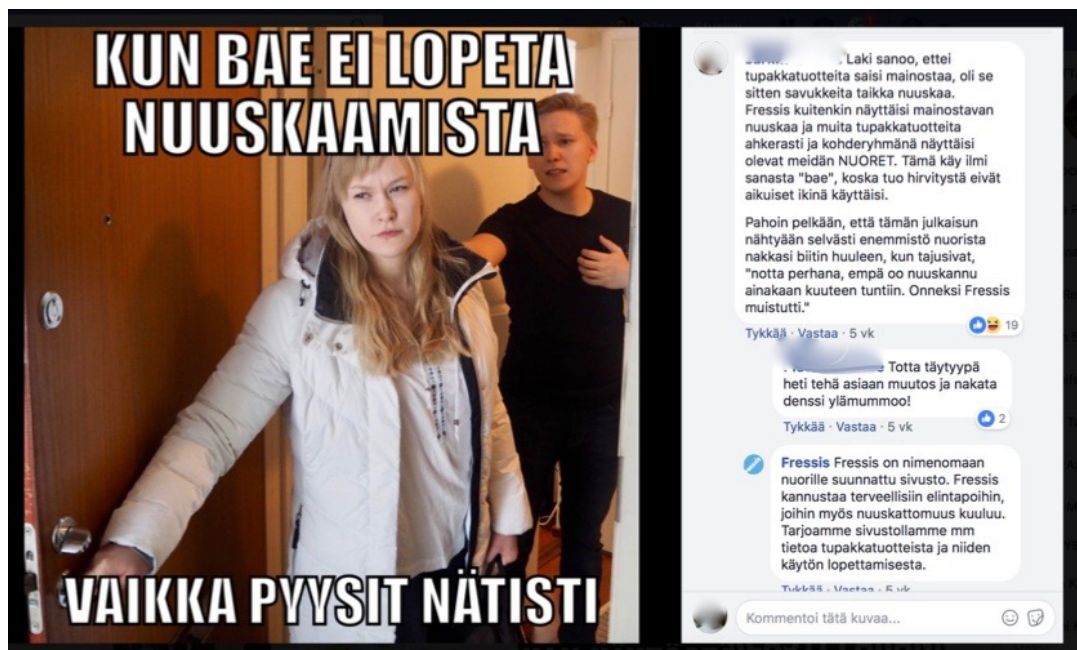 KUN BAE EI LOPETA
NUUSKAAMISTA
VAIKKA PYYSIT NÄTISTI
Laki sanoo, ettei
tupakkatuotteita saisi mainostaa, oli se
sitten savukkeita taikka nuuskaa.
Fressis kuitenkin näyttäisi mainostavan
nuuskaa ja muita tupakkatuotteita
ahkerasti ja kohderyhmänä näyttäisi
olevat meidän NUORET. Tämä käy ilmi
sanasta "bae", koska tuo hirvitystä eivät
aikuiset ikinä käyttäisi.
Pahoin pelkään, että tämän julkaisun
nähtyään selvästi enemmistö nuorista
nakkasi biitin huuleen, kun tajusivat,
"notta perhana, empä oo nuuskannu
ainakaan kuuteen tuntiin. Onneksi Fressis
muistutti."
19
Tykkää · Vastaa · 5 vk
Totta täytyypä
heti tehä asiaan muutos ja nakata
denssi ylämummoo!
2
Tykkää · Vastaa · 5 vk
Fressis Fressis on nimenomaan
nuorille suunnattu sivusto. Fressis
kannustaa terveellisiin elintapoihin,
joihin myös nuuskattomuus kuuluu.
Tarjoamme sivustollamme mm
tietoa tupakkatuotteista ja niiden
käytön lopettamisesta.
Tykkää · Vastaa · 5 vk
Kommentoi tätä kuvaa...